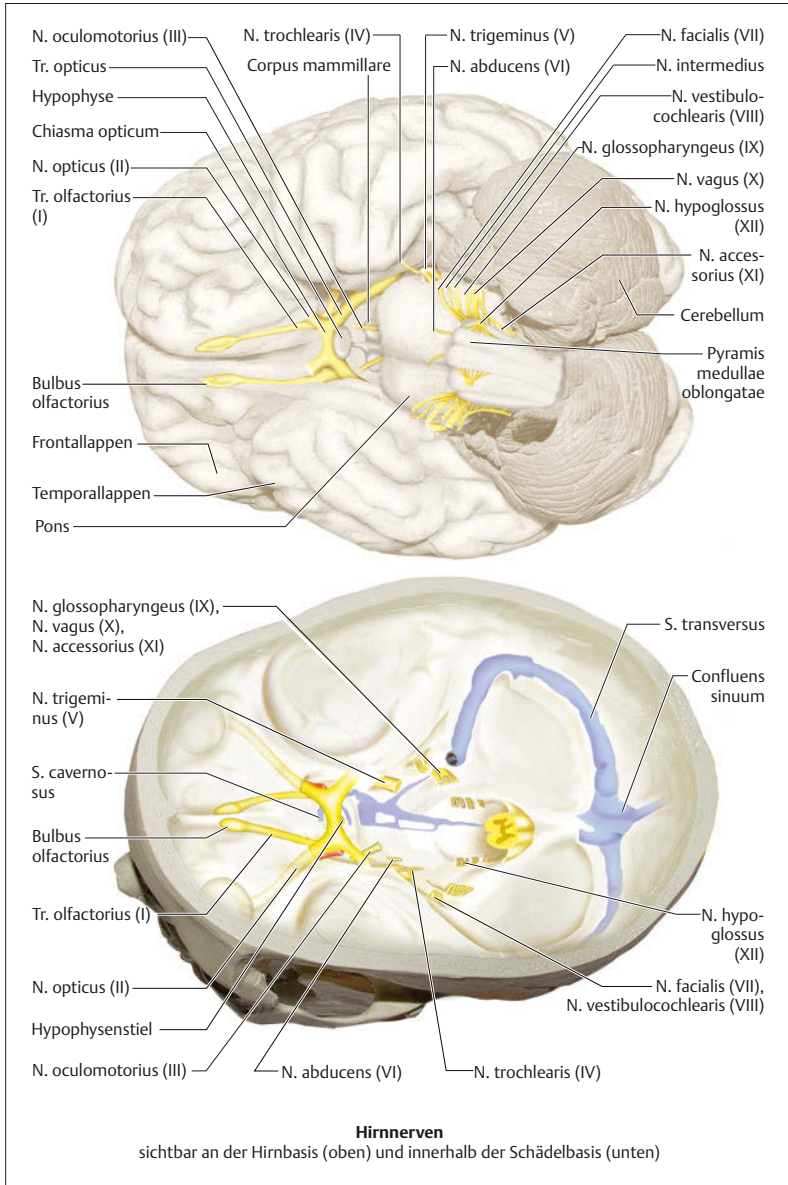 N. oculomotorius (III)
Tr. opticus
Hypophyse
Chiasma opticum
N. opticus (II)
Tr. olfactorius
(I)
N. trochlearis (IV)
Corpus mammillare
N. trigeminus (V)
N. abducens (VI)
N. facialis (VII)
N. intermedius
N. vestibulo-
cochlearis (VIII)
N. glossopharyngeus (IX)
N. vagus (X)
N. hypoglossus
(XII)
N. acces-
sorius (XI)
Cerebellum
Pyramis
medullae
oblongatae
Bulbus
olfactorius
Frontallappen
Temporallappen
Pons
N. glossopharyngeus (IX),
N. vagus (X),
N. accessorius (XI)
N. trigemi-
nus (V)
S. caverno-
sus
Bulbus
olfactorius
Tr. olfactorius (I)
N. opticus (II)
Hypophysenstiel
N. oculomotorius (III)
N. abducens (VI)
N. trochlearis (IV)
S. transversus
Confluens
sinuum
N. hypo-
glossus
(XII)
N. facialis (VII),
N. vestibulocochlearis (VIII)
Hirnnerven
sichtbar an der Hirnbasis (oben) und innerhalb der Schädelbasis (unten)